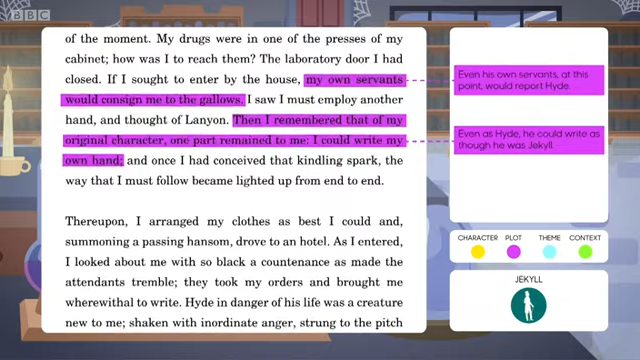 BBC
of the moment. My drugs were in one of the presses of my
cabinet; how was I to reach them? The laboratory door I had
closed. If I sought to enter by the house, my own servants
would consign me to the gallows. I saw I must employ another
hand, and thought of Lanyon. Then I remembered that of my
original character, one part remained to me: I could write my
own hand; and once I had conceived that kindling spark, the
way that I must follow became lighted up from end to end.
Thereupon, I arranged my clothes as best I could and,
summoning a passing hansom, drove to an hotel. As I entered,
I looked about me with so black a countenance as made the
attendants tremble; they took my orders and brought me
wherewithal to write. Hyde in danger of his life was a creature
new to me; shaken with inordinate anger, strung to the pitch
Even his own servants, at this
point, would report Hyde.
Even as Hyde, he could write as
though he was Jekyll.
CHARACTER PLOT THEME CONTEXT
JEKYLL